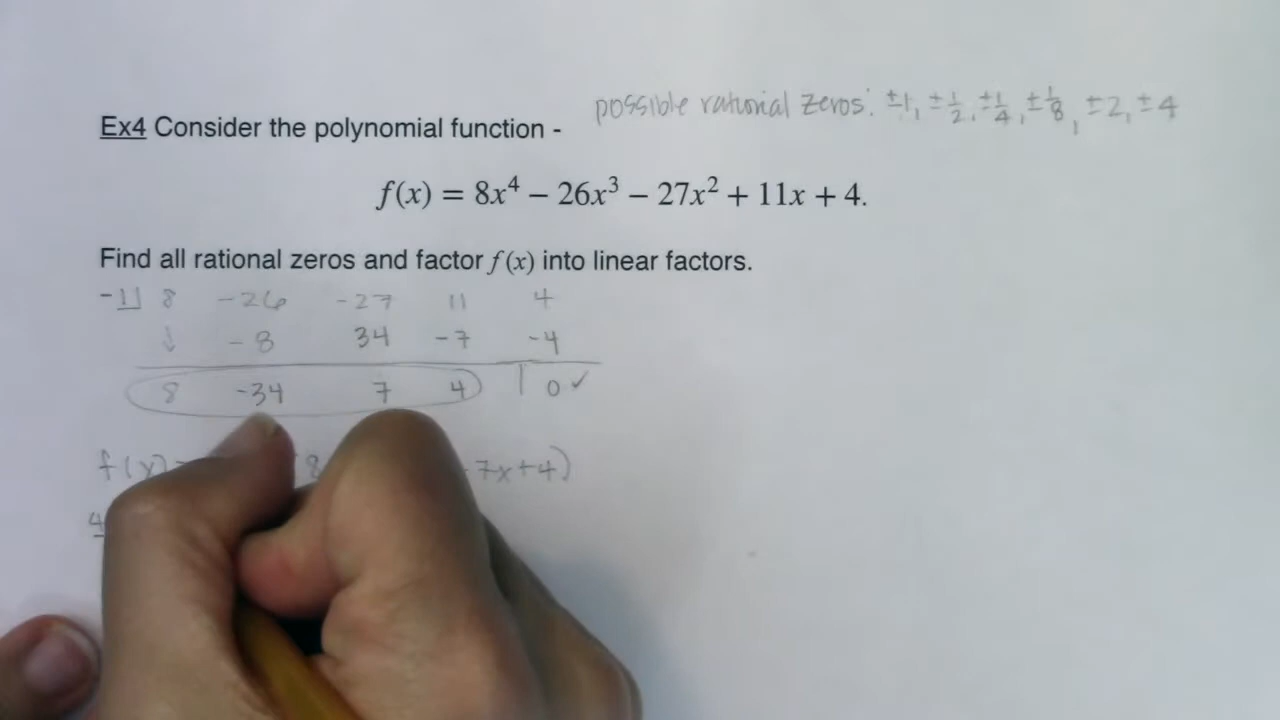 possible rational zeros: ±1, ±1/2, ±1/4, ±1/8, ±2, ±4
Ex4 Consider the polynomial function -
f(x) = 8x⁴ − 26x³ − 27x² + 11x + 4.
Find all rational zeros and factor f(x) into linear factors.
-1 8 -26 -27 11 4
↓ -8 34 -7 -4
8 -34 7 4 | 0 ✓
f(x)= (8 7x+4)
4